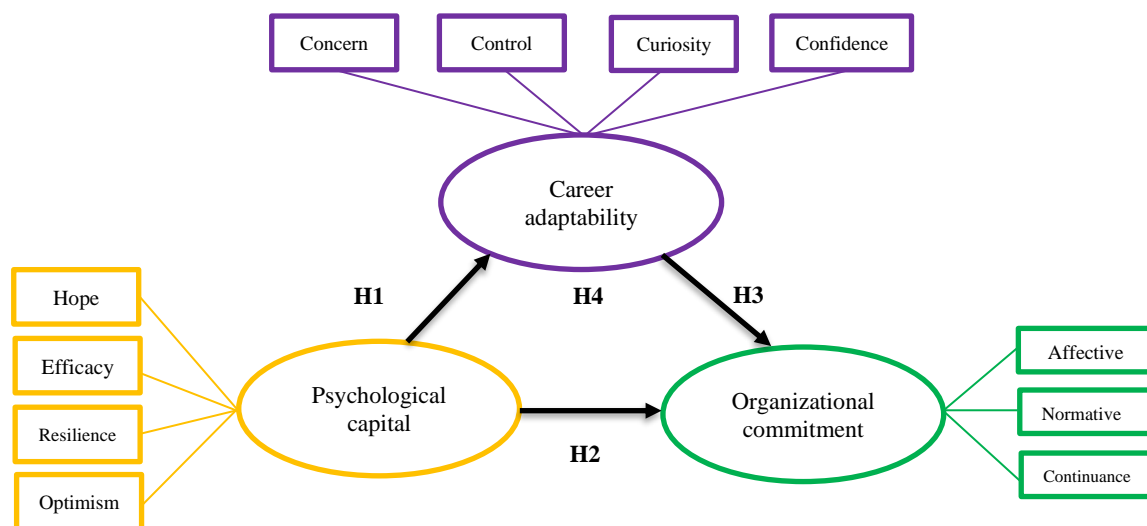 Concern
Control
Curiosity
Confidence
Career
adaptability
H1
H4
H3
Hope
Efficacy
Resilience
Optimism
Psychological
capital
H2
Organizational
commitment
Affective
Normative
Continuance